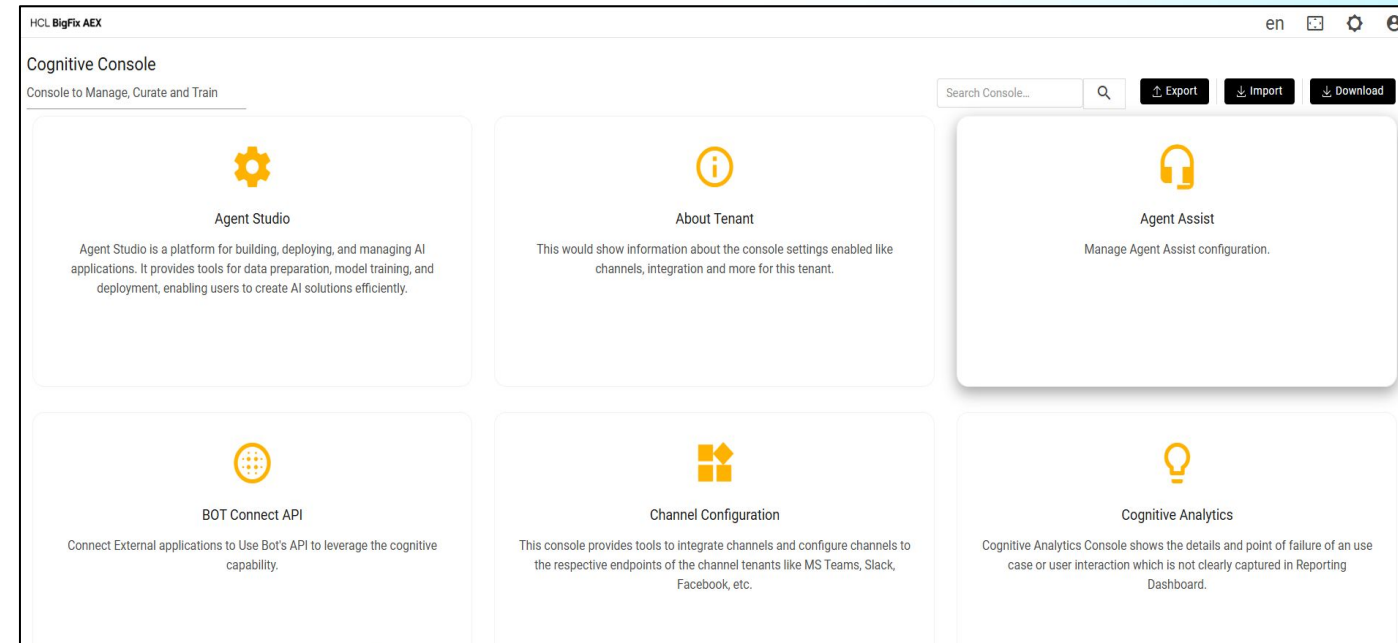 HCL BigFix AEX
en
Cognitive Console
Console to Manage, Curate and Train
Search Console...
Export
Import
Download
Agent Studio
Agent Studio is a platform for building, deploying, and managing AI
applications. It provides tools for data preparation, model training, and
deployment, enabling users to create AI solutions efficiently.
About Tenant
This would show information about the console settings enabled like
channels, integration and more for this tenant.
Agent Assist
Manage Agent Assist configuration.
BOT Connect API
Connect External applications to Use Bot's API to leverage the cognitive
capability.
Channel Configuration
This console provides tools to integrate channels and configure channels to
the respective endpoints of the channel tenants like MS Teams, Slack,
Facebook, etc.
Cognitive Analytics
Cognitive Analytics Console shows the details and point of failure of an use
case or user interaction which is not clearly captured in Reporting
Dashboard.